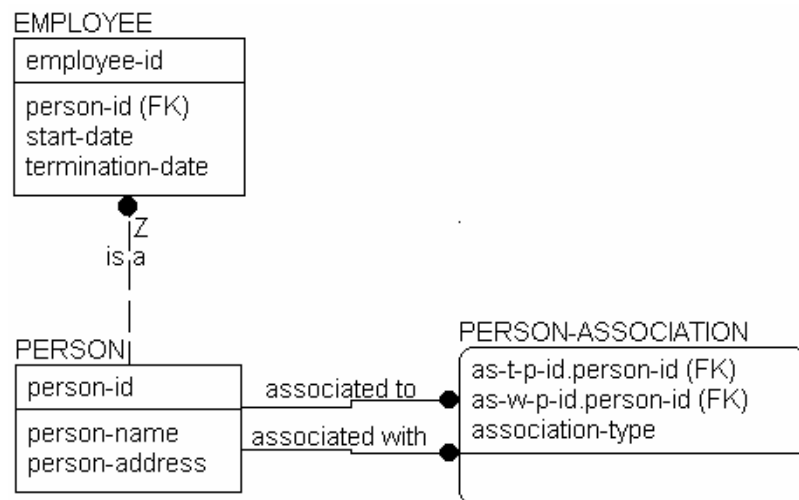 EMPLOYEE
employee-id
person-id (FK)
start-date
termination-date
Z
is a
PERSON
person-id
person-name
person-address
associated to
associated with
PERSON-ASSOCIATION
as-t-p-id.person-id (FK)
as-w-p-id.person-id (FK)
association-type